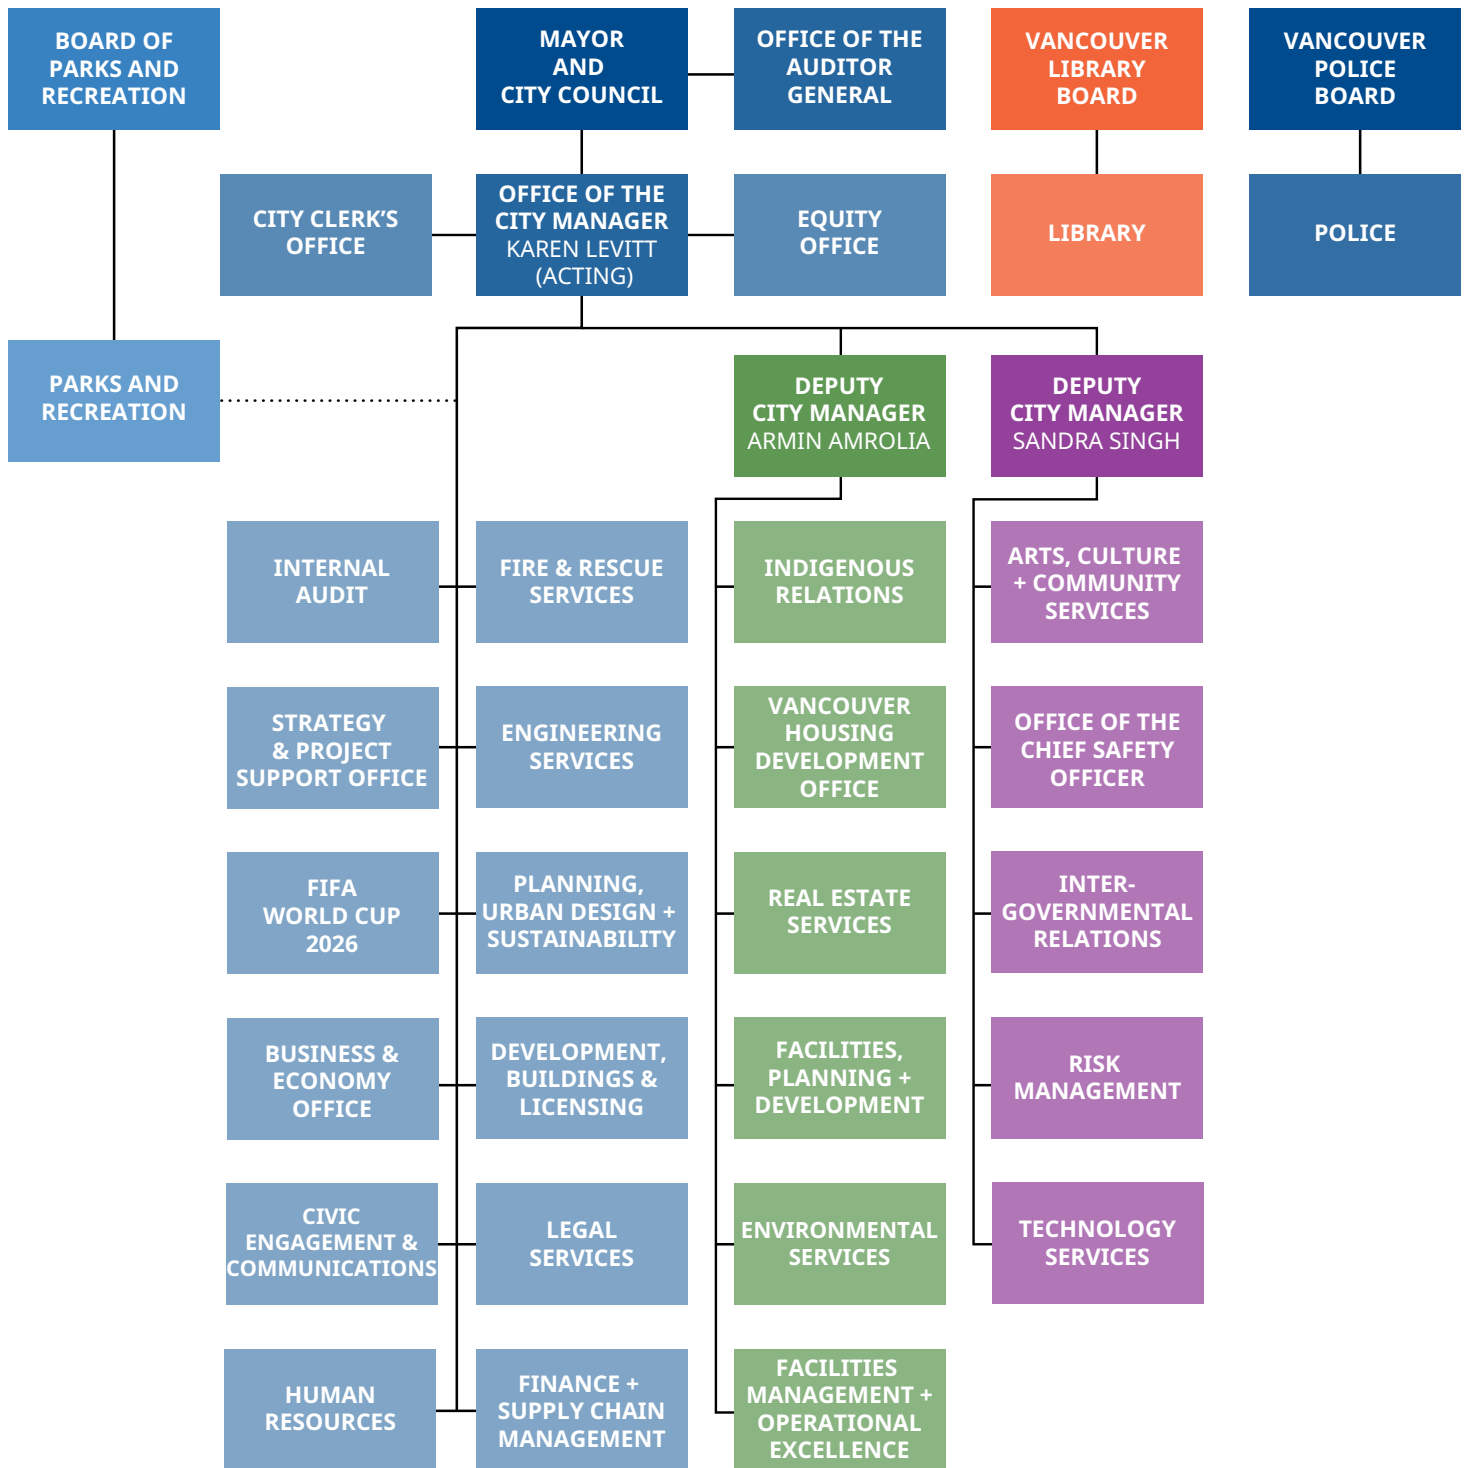 BOARD OF
PARKS AND
RECREATION
MAYOR
AND
CITY COUNCIL
OFFICE OF THE
AUDITOR
GENERAL
VANCOUVER
LIBRARY
BOARD
VANCOUVER
POLICE
BOARD
CITY CLERK’S
OFFICE
OFFICE OF THE
CITY MANAGER
KAREN LEVITT
(ACTING)
EQUITY
OFFICE
LIBRARY
POLICE
PARKS AND
RECREATION
DEPUTY
CITY MANAGER
ARMIN AMROLIA
DEPUTY
CITY MANAGER
SANDRA SINGH
INTERNAL
AUDIT
FIRE & RESCUE
SERVICES
INDIGENOUS
RELATIONS
ARTS, CULTURE
+ COMMUNITY
SERVICES
STRATEGY
& PROJECT
SUPPORT OFFICE
ENGINEERING
SERVICES
VANCOUVER
HOUSING
DEVELOPMENT
OFFICE
OFFICE OF THE
CHIEF SAFETY
OFFICER
FIFA
WORLD CUP
2026
PLANNING,
URBAN DESIGN +
SUSTAINABILITY
REAL ESTATE
SERVICES
INTER-
GOVERNMENTAL
RELATIONS
BUSINESS &
ECONOMY
OFFICE
DEVELOPMENT,
BUILDINGS &
LICENSING
FACILITIES,
PLANNING +
DEVELOPMENT
RISK
MANAGEMENT
CIVIC
ENGAGEMENT &
COMMUNICATIONS
LEGAL
SERVICES
ENVIRONMENTAL
SERVICES
TECHNOLOGY
SERVICES
HUMAN
RESOURCES
FINANCE +
SUPPLY CHAIN
MANAGEMENT
FACILITIES
MANAGEMENT +
OPERATIONAL
EXCELLENCE